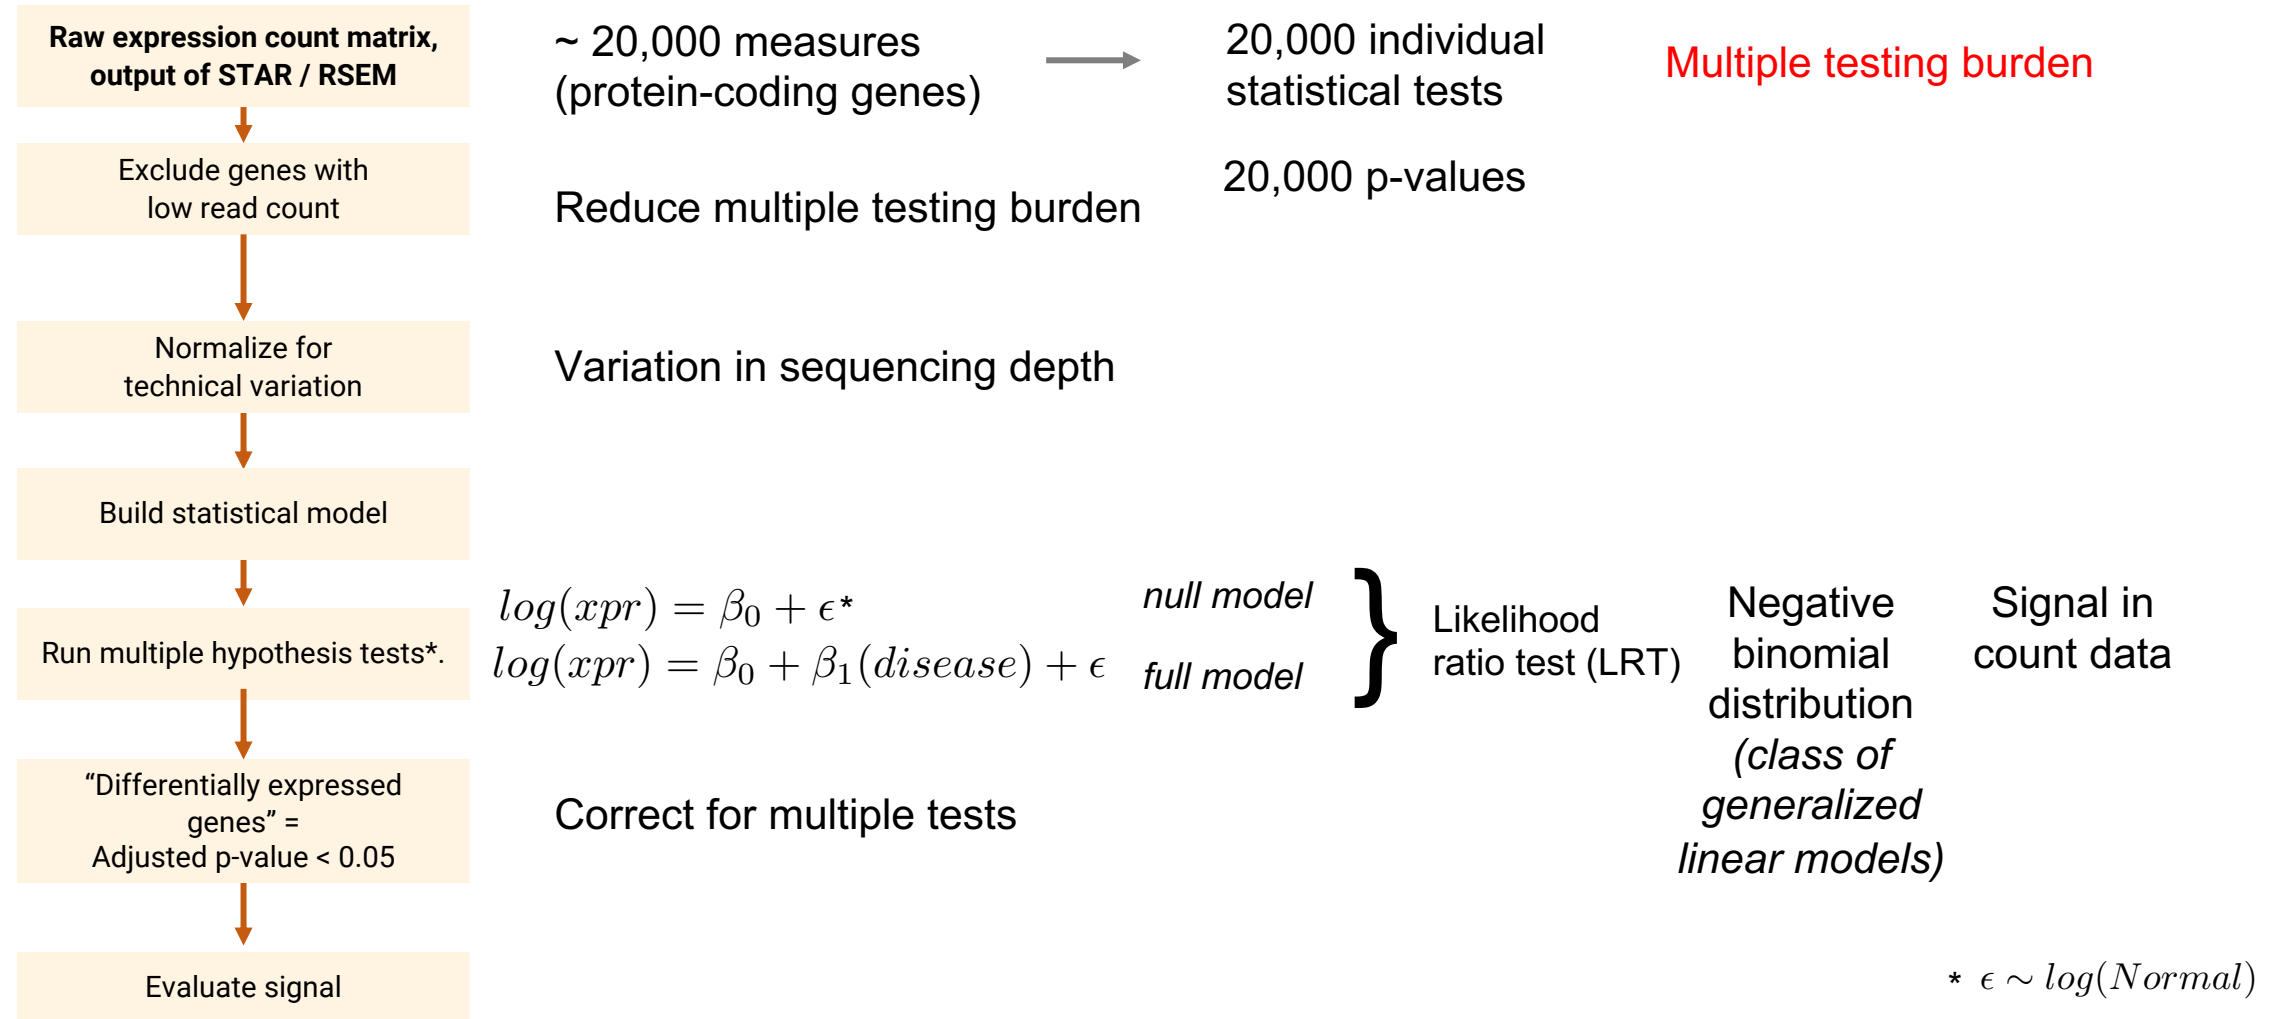 Raw expression count matrix,
output of STAR / RSEM
~ 20,000 measures
(protein-coding genes)
20,000 individual
statistical tests
Multiple testing burden
Exclude genes with
low read count
Reduce multiple testing burden
20,000 p-values
Normalize for
technical variation
Variation in sequencing depth
Build statistical model
Run multiple hypothesis tests*.
log(xpr) = β₀ + ϵ*
null model
log(xpr) = β₀ + β₁(disease) + ϵ
full model
}
Likelihood
ratio test (LRT)
Negative
binomial
distribution
(class of
generalized
linear models)
Signal in
count data
“Differentially expressed
genes” =
Adjusted p-value < 0.05
Correct for multiple tests
Evaluate signal
* ϵ ∼ log(Normal)